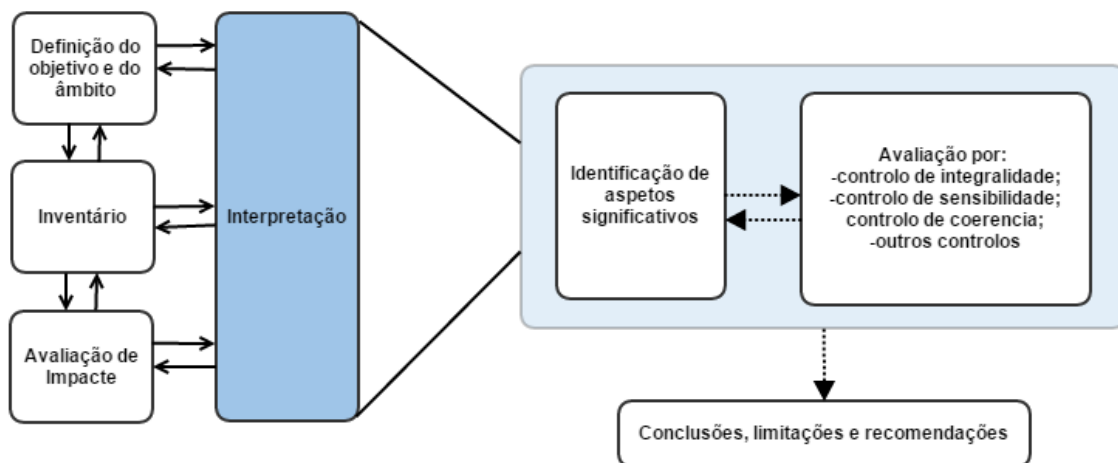 Definição do
objetivo e do
âmbito
Inventário
Avaliação de
Impacte
Interpretação
Identificação de
aspetos
significativos
Avaliação por:
-controlo de integralidade;
-controlo de sensibilidade;
controlo de coerencia;
-outros controlos
Conclusões, limitações e recomendações